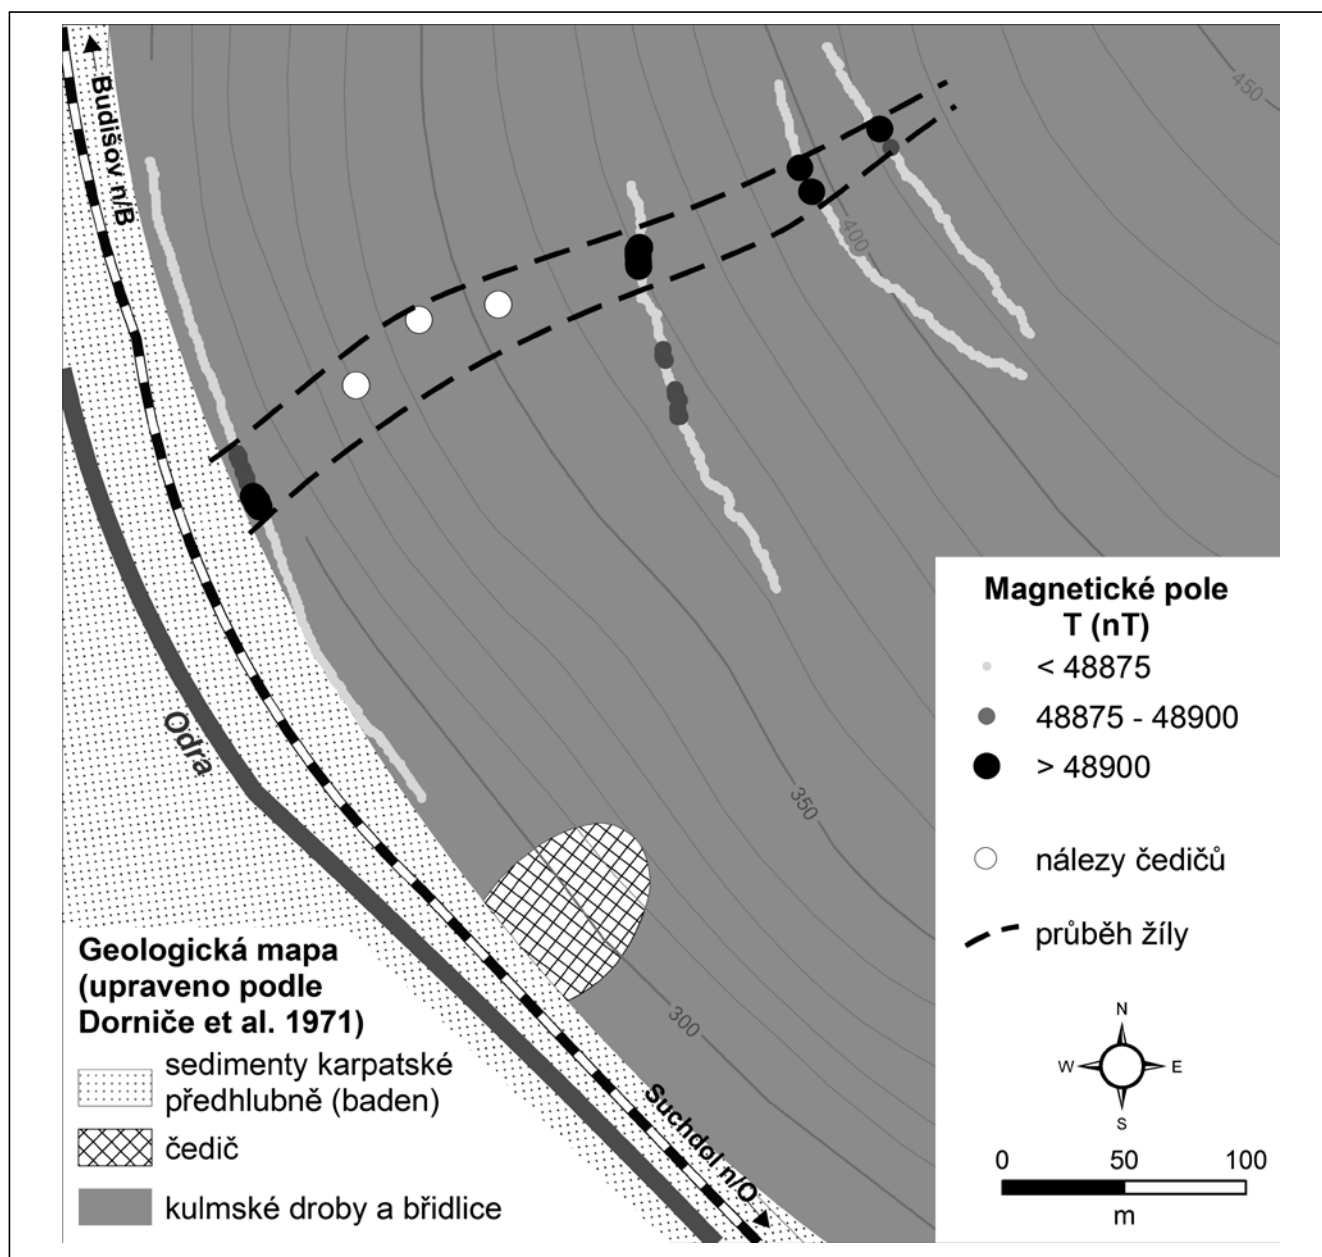 Budišov n/B
450
400
Odra
350
300
Suchdol n/O
Magnetické pole
T (nT)
< 48875
48875 - 48900
> 48900
nálezy čedičů
průběh žíly
N
W E
S
0 50 100
m
Geologická mapa
(upraveno podle
Dorniče et al. 1971)
sedimenty karpatské
předhlubně (baden)
čedič
kulmské droby a břidlice